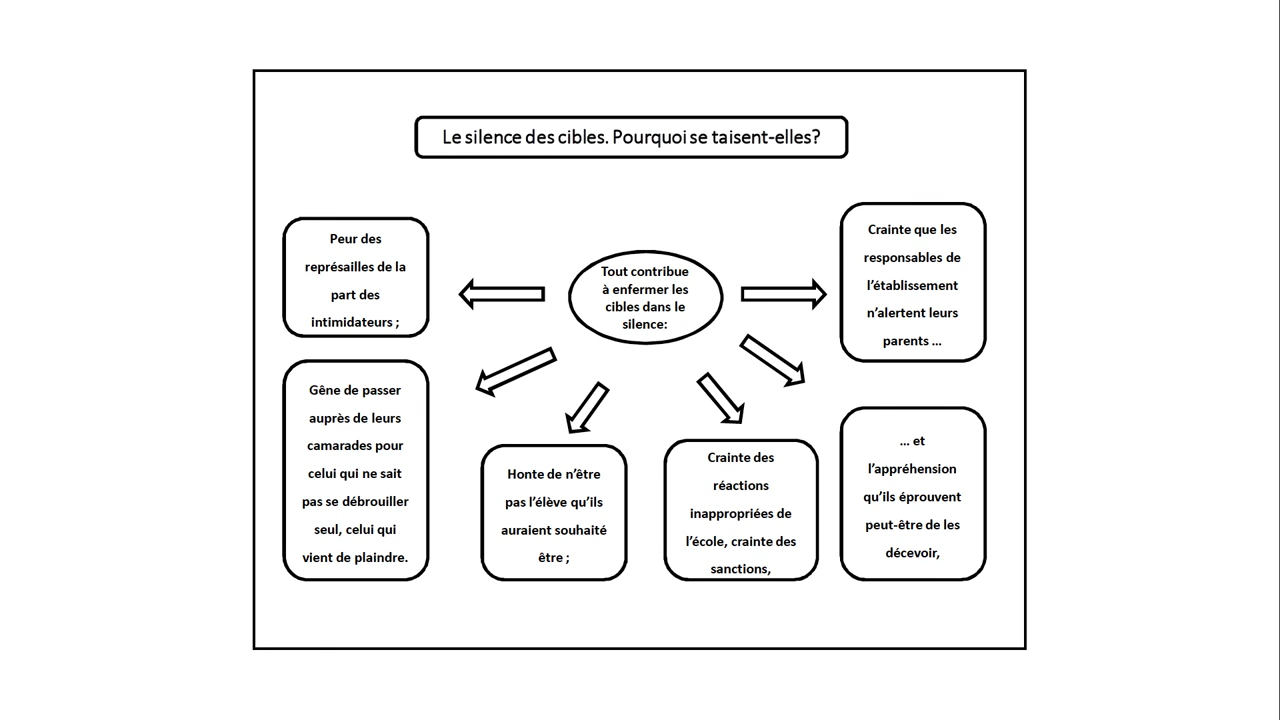 Le silence des cibles. Pourquoi se taisent-elles?
Peur des
représailles de la
part des
intimidateurs ;
Tout contribue
à enfermer les
cibles dans le
silence:
Crainte que les
responsables de
l’établissement
n’alertent leurs
parents …
Gêne de passer
auprès de leurs
camarades pour
celui qui ne sait
pas se débrouiller
seul, celui qui
vient de plaindre.
Honte de n’être
pas l’élève qu’ils
auraient souhaité
être ;
Crainte des
réactions
inappropriées de
l’école, crainte des
sanctions,
… et
l’appréhension
qu’ils éprouvent
peut-être de les
décevoir,